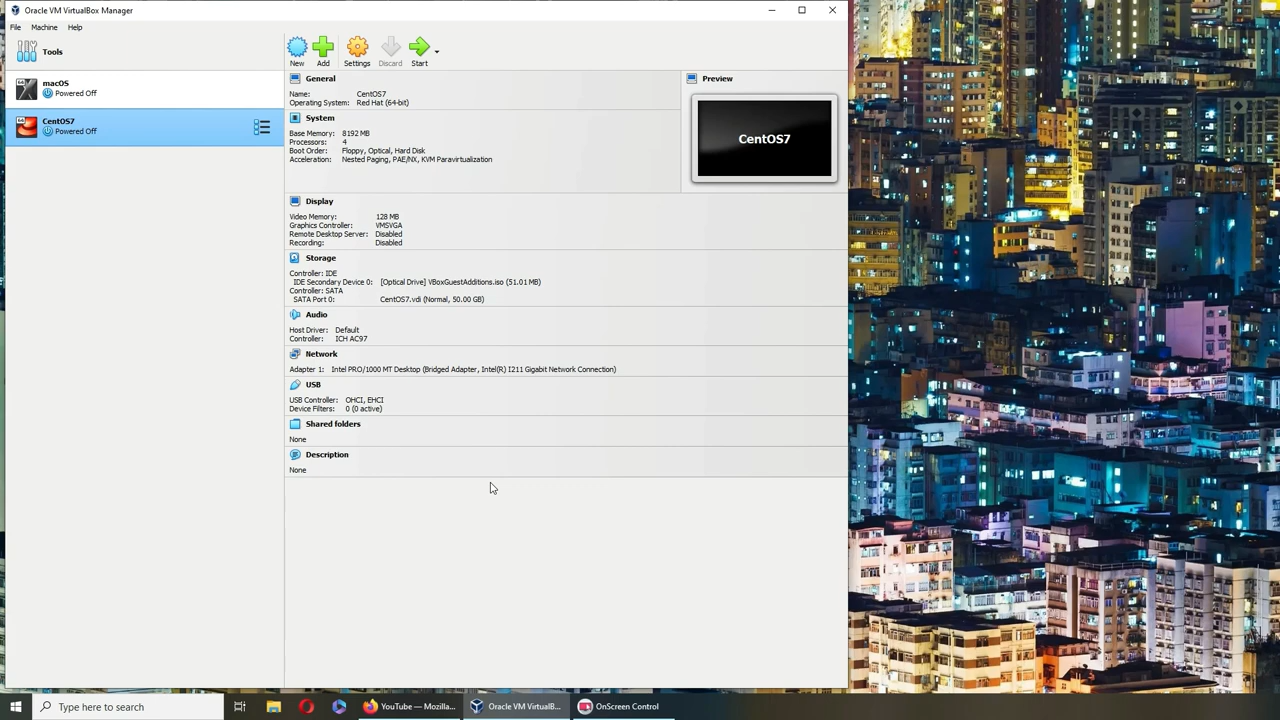 Oracle VM VirtualBox Manager
File Machine Help
Tools
New Add Settings Discard Start
macOS
Powered Off
CentOS7
Powered Off
General
Name: CentOS7
Operating System: Red Hat (64-bit)
Preview
CentOS7
System
Base Memory: 8192 MB
Processors: 4
Boot Order: Floppy, Optical, Hard Disk
Acceleration: Nested Paging, PAE/NX, KVM Paravirtualization
Display
Video Memory: 128 MB
Graphics Controller: VMSVGA
Remote Desktop Server: Disabled
Recording: Disabled
Storage
Controller: IDE
IDE Secondary Device 0: [Optical Drive] VBoxGuestAdditions.iso (51.01 MB)
Controller: SATA
SATA Port 0: CentOS7.vdi (Normal, 50.00 GB)
Audio
Host Driver: Default
Controller: ICH AC97
Network
Adapter 1: Intel PRO/1000 MT Desktop (Bridged Adapter, Intel(R) I211 Gigabit Network Connection)
USB
USB Controller: OHCI, EHCI
Device Filters: 0 (0 active)
Shared folders
None
Description
None
Type here to search
YouTube — Mozilla...
Oracle VM VirtualB...
OnScreen Control